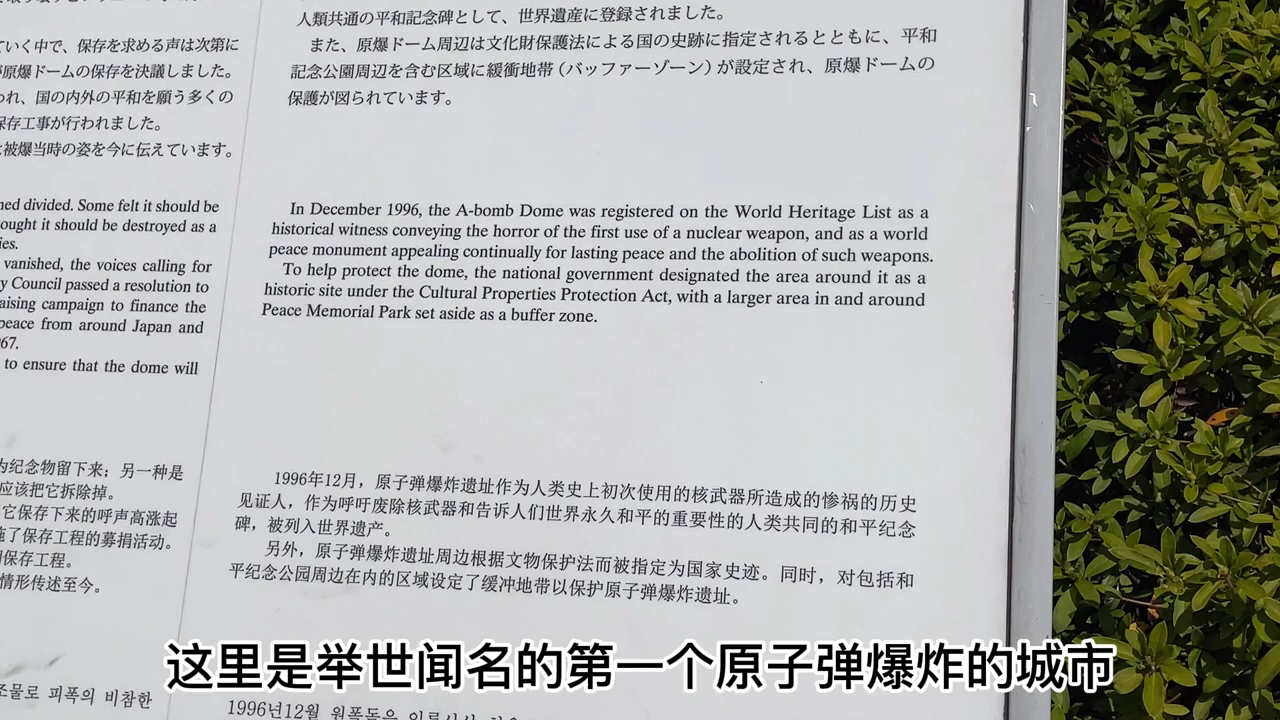 ていく中で、保存を求める声は次第に
原爆ドームの保存を決議しました。
われ、国の内外の平和を願う多くの
保存工事が行われました。
被爆当時の姿を今に伝えています。
ned divided. Some felt it should be
ought it should be destroyed as a
ies.
vanished, the voices calling for
y Council passed a resolution to
aising campaign to finance the
peace from around Japan and
67.
to ensure that the dome will
为纪念物留下来；另一种是
应该把它拆除掉。
它保存下来的呼声高涨起
施了保存工程的募捐活动。
保存工程。
情形传述至今。
조물로 피폭의 비참한
人類共通の平和記念碑として、世界遺産に登録されました。
また、原爆ドーム周辺は文化財保護法による国の史跡に指定されるとともに、平和
記念公園周辺を含む区域に緩衝地帯（バッファーゾーン）が設定され、原爆ドームの
保護が図られています。
In December 1996, the A-bomb Dome was registered on the World Heritage List as a
historical witness conveying the horror of the first use of a nuclear weapon, and as a world
peace monument appealing continually for lasting peace and the abolition of such weapons.
To help protect the dome, the national government designated the area around it as a
historic site under the Cultural Properties Protection Act, with a larger area in and around
Peace Memorial Park set aside as a buffer zone.
1996年12月，原子弹爆炸遗址作为人类史上初次使用的核武器所造成的惨祸的历史
见证人，作为呼吁废除核武器和告诉人们世界永久和平的重要性的人类共同的和平纪念
碑，被列入世界遗产。
另外，原子弹爆炸遗址周边根据文物保护法而被指定为国家史迹。同时，对包括和
平纪念公园周边在内的区域设定了缓冲地带以保护原子弹爆炸遗址。
1996년12월 원폭돔은
这里是举世闻名的第一个原子弹爆炸的城市